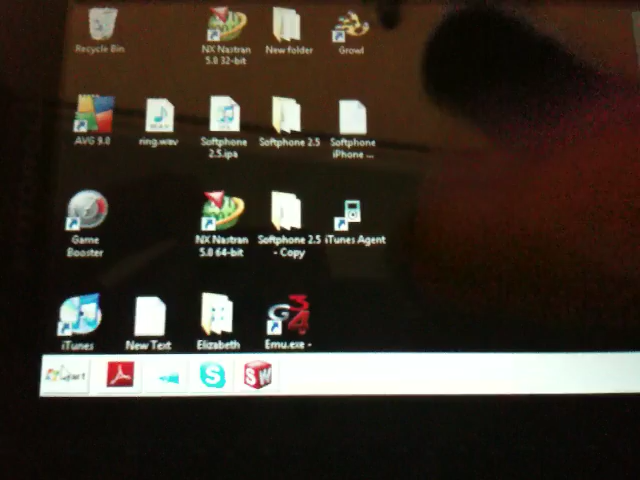 Recycle Bin
NX Nastran
5.0 32-bit
New folder
Growl
AVG 9.0
ring.wav
Softphone
2.5.ipa
Softphone 2.5
Softphone
iPhone ...
Game
Booster
NX Nastran
5.0 64-bit
Softphone 2.5
- Copy
iTunes Agent
iTunes
New Text
Elizabeth
Emu.exe -
start